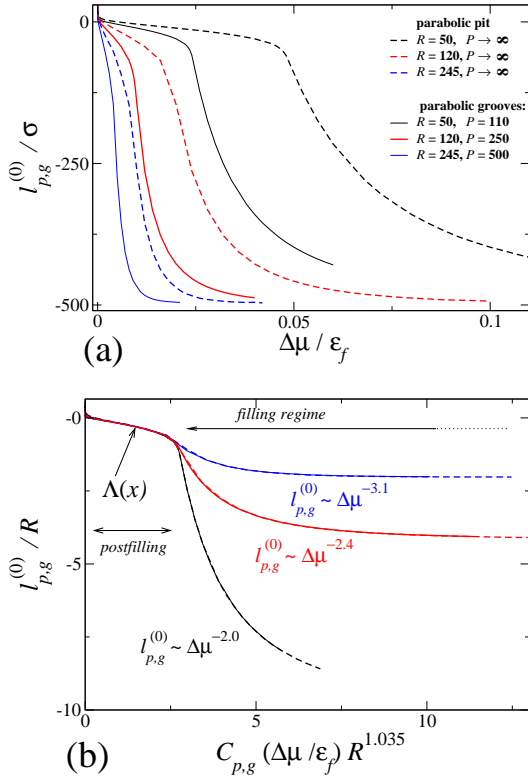 0
-250
-500
l_{p,g}^{(0)} / σ
parabolic pit
R = 50, P → ∞
R = 120, P → ∞
R = 245, P → ∞
parabolic grooves:
R = 50, P = 110
R = 120, P = 250
R = 245, P = 500
0 0.05 0.1
(a) Δμ / ε_f
-0
-5
-10
l_{p,g}^{(0)} / R
filling regime
Λ(x)
l_{p,g}^{(0)} ~ Δμ^{-3.1}
postfilling
l_{p,g}^{(0)} ~ Δμ^{-2.4}
l_{p,g}^{(0)} ~ Δμ^{-2.0}
0 5 10
(b) C_{p,g} (Δμ/ε_f) R^{1.035}